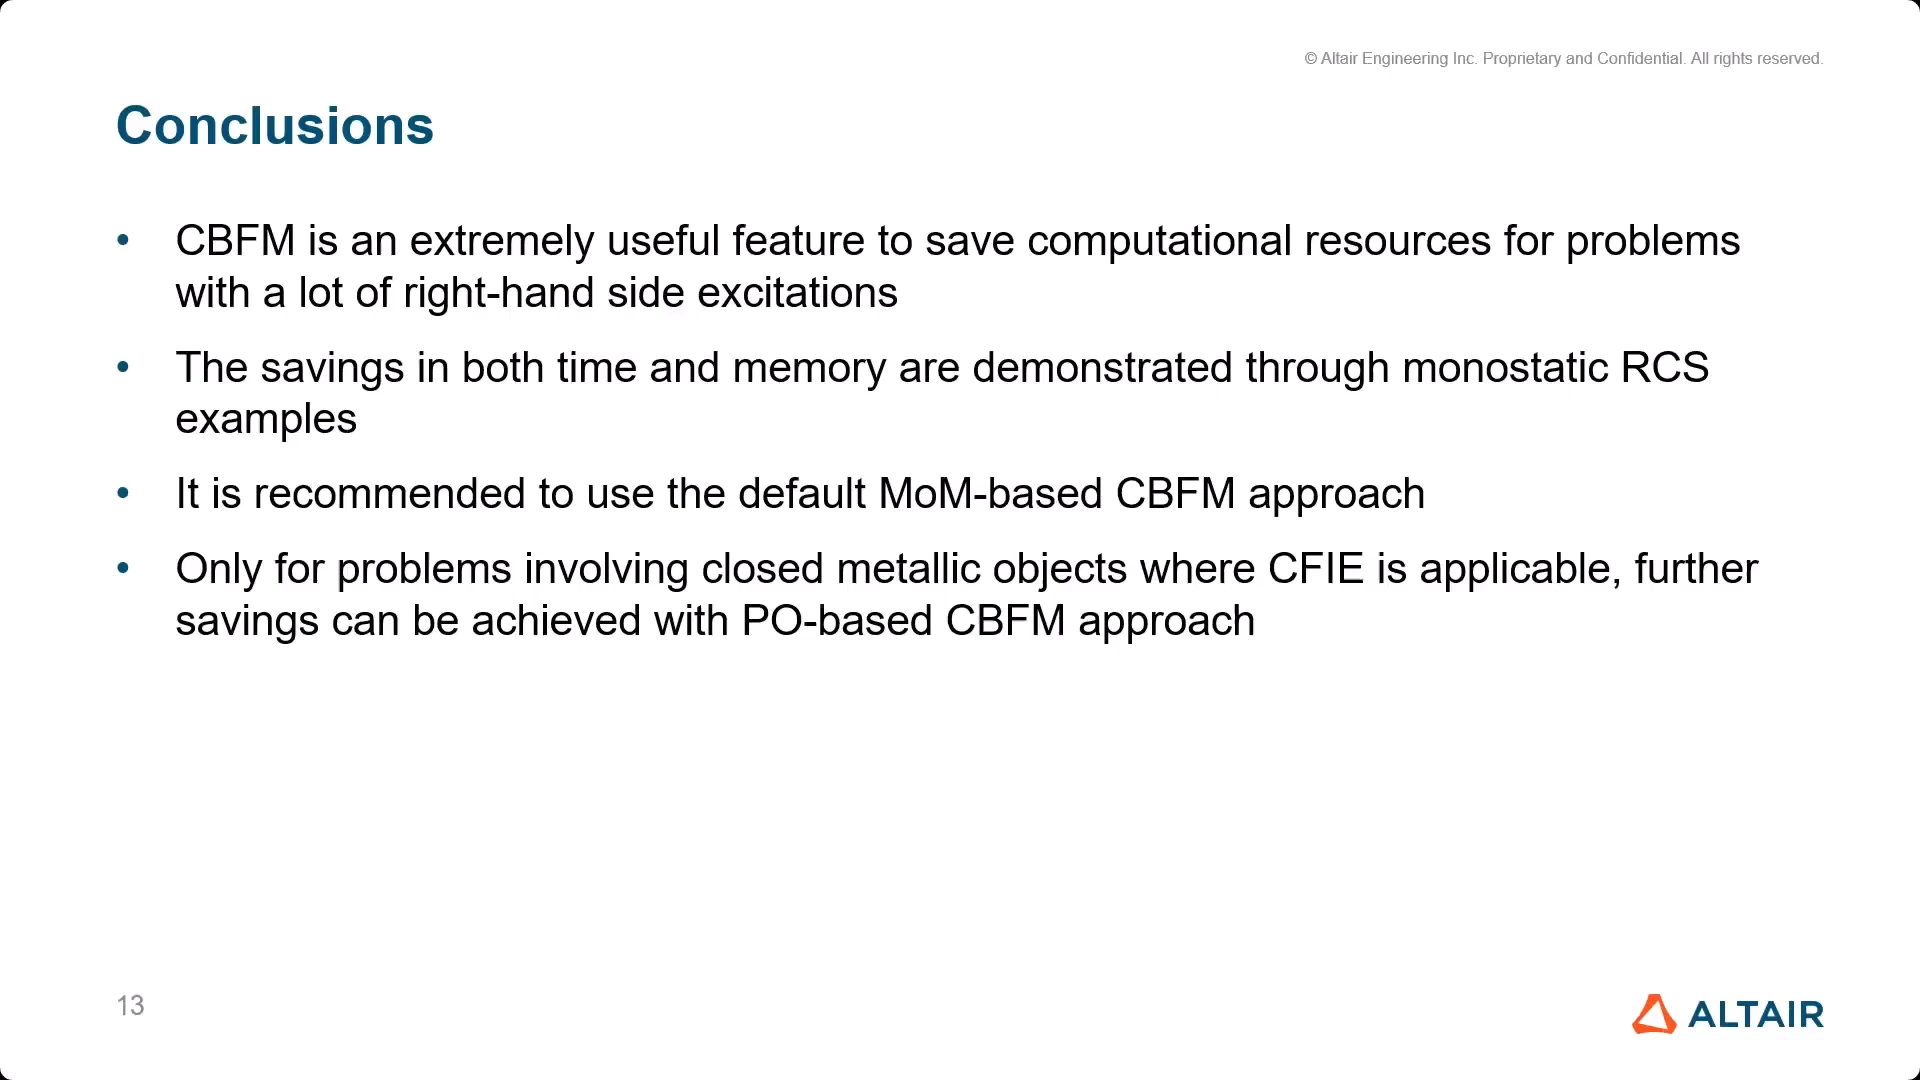 © Altair Engineering Inc. Proprietary and Confidential. All rights reserved.
Conclusions
• CBFM is an extremely useful feature to save computational resources for problems
with a lot of right-hand side excitations
• The savings in both time and memory are demonstrated through monostatic RCS
examples
• It is recommended to use the default MoM-based CBFM approach
• Only for problems involving closed metallic objects where CFIE is applicable, further
savings can be achieved with PO-based CBFM approach
13
ALTAIR